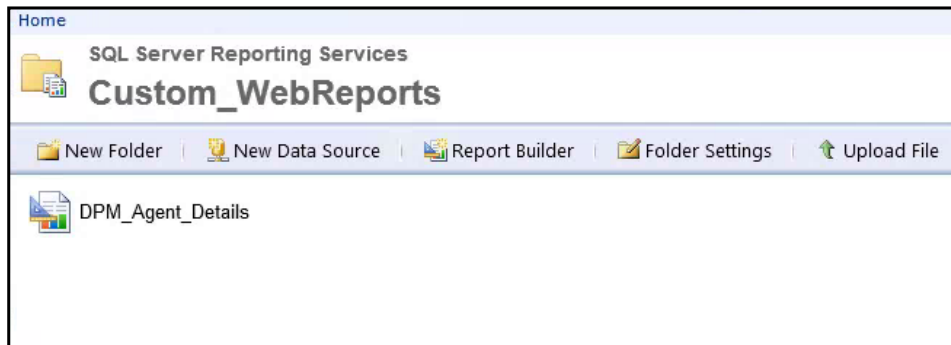 Home
SQL Server Reporting Services
Custom_WebReports
New Folder New Data Source Report Builder Folder Settings Upload File
DPM_Agent_Details